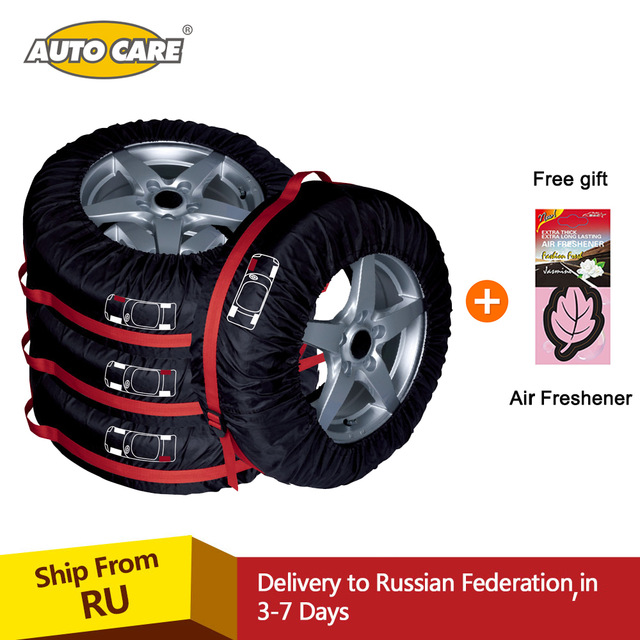 AUTO CARE®
Free gift
EXTRA THICK
EXTRA LONG LASTING
AIR FRESHENER
Jasmine
Air Freshener
Ship From
RU
Delivery to Russian Federation,in
3-7 Days